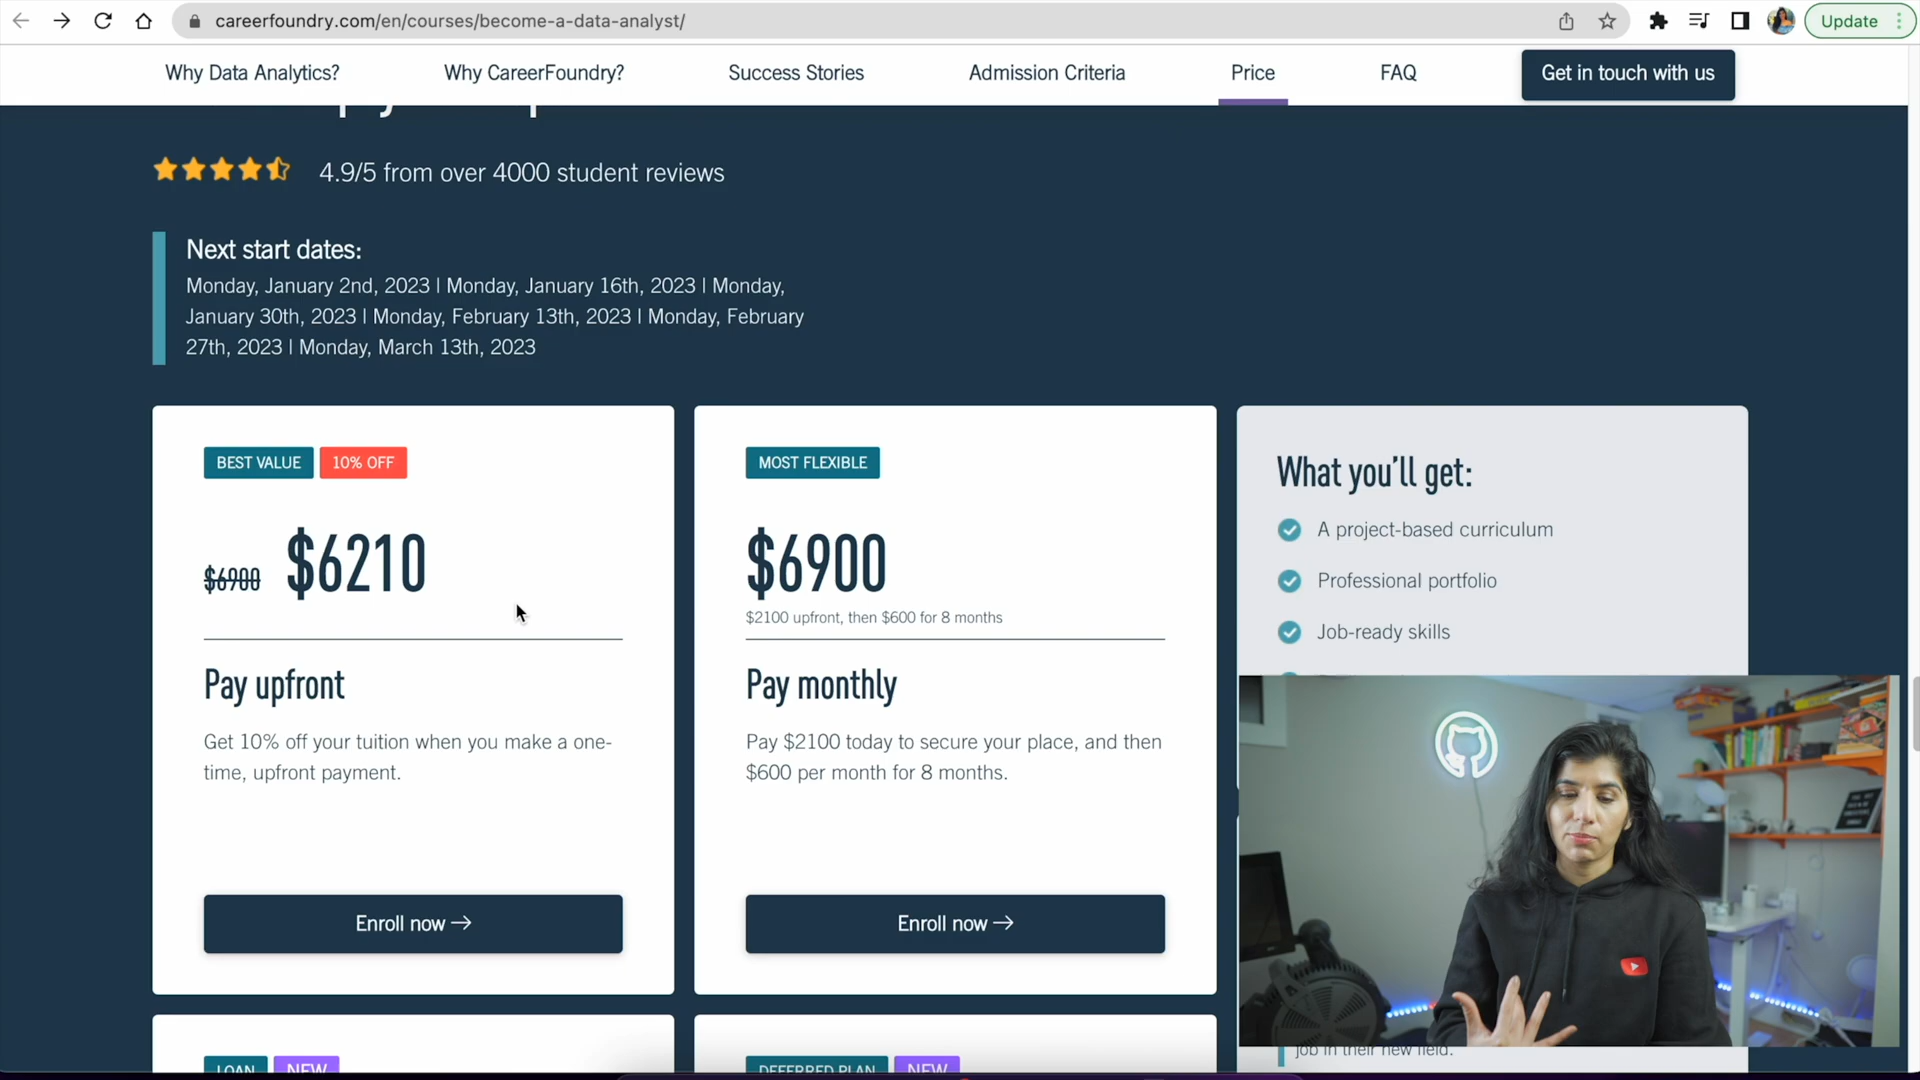 careerfoundry.com/en/courses/become-a-data-analyst/
Update
Why Data Analytics?
Why CareerFoundry?
Success Stories
Admission Criteria
Price
FAQ
Get in touch with us
4.9/5 from over 4000 student reviews
Next start dates:
Monday, January 2nd, 2023 | Monday, January 16th, 2023 | Monday,
January 30th, 2023 | Monday, February 13th, 2023 | Monday, February
27th, 2023 | Monday, March 13th, 2023
BEST VALUE
10% OFF
$6900 $6210
Pay upfront
Get 10% off your tuition when you make a one-
time, upfront payment.
Enroll now →
MOST FLEXIBLE
$6900
$2100 upfront, then $600 for 8 months
Pay monthly
Pay $2100 today to secure your place, and then
$600 per month for 8 months.
Enroll now →
What you'll get:
A project-based curriculum
Professional portfolio
Job-ready skills
job in their new field.
LOAN
NEW
DEFERRED PLAN
NEW